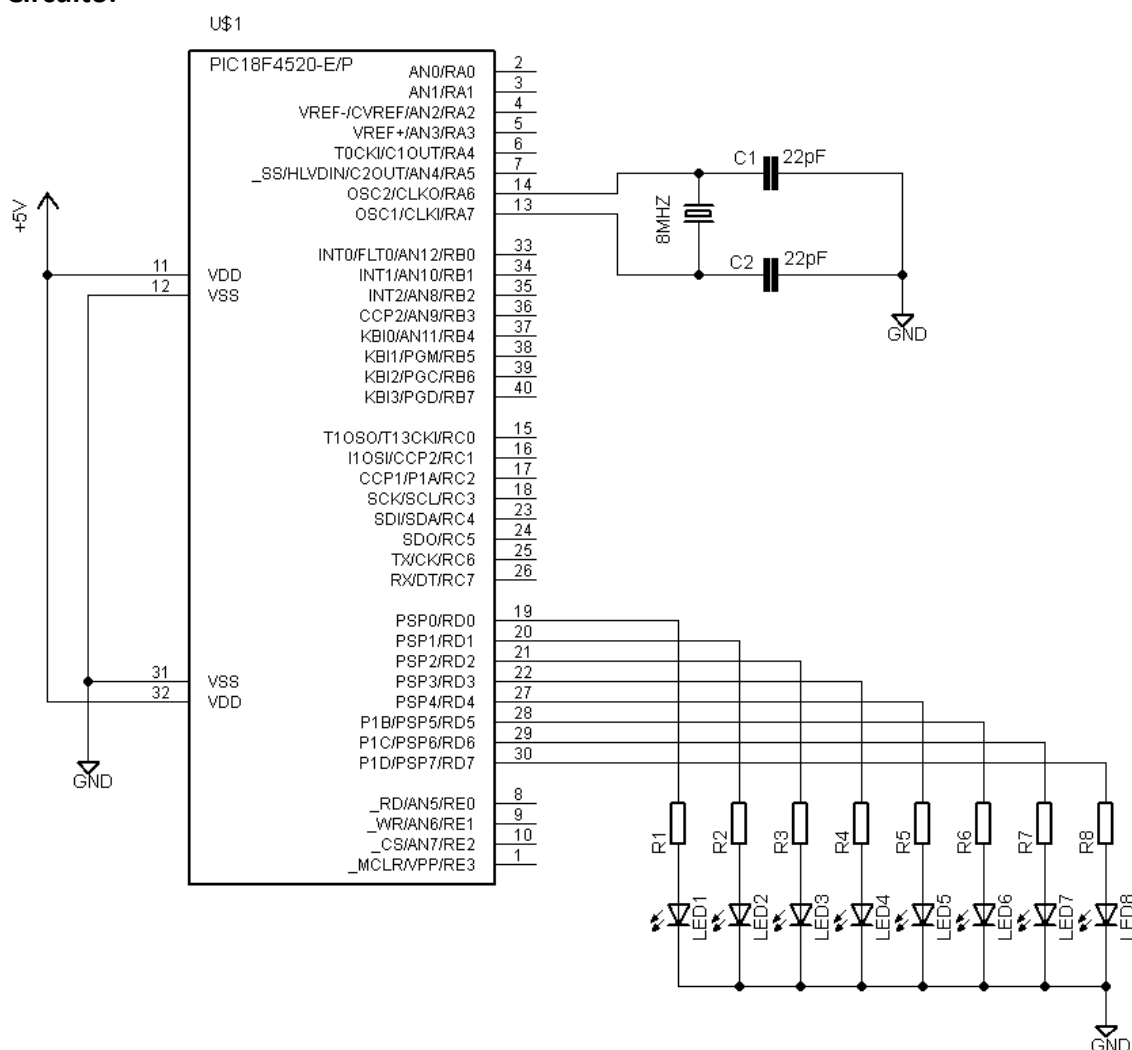 U$1
PIC18F4520-E/P
AN0/RA0 2
AN1/RA1 3
VREF-/CVREF/AN2/RA2 4
VREF+/AN3/RA3 5
T0CKI/C1OUT/RA4 6
_SS/HLVDIN/C2OUT/AN4/RA5 7
OSC2/CLKO/RA6 14
OSC1/CLKI/RA7 13
C1 22pF
8MHZ
C2 22pF
GND
+5V
11 VDD
12 VSS
INT0/FLT0/AN12/RB0 33
INT1/AN10/RB1 34
INT2/AN8/RB2 35
CCP2/AN9/RB3 36
KBI0/AN11/RB4 37
KBI1/PGM/RB5 38
KBI2/PGC/RB6 39
KBI3/PGD/RB7 40
T1OSO/T13CKI/RC0 15
I1OSI/CCP2/RC1 16
CCP1/P1A/RC2 17
SCK/SCL/RC3 18
SDI/SDA/RC4 23
SDO/RC5 24
TX/CK/RC6 25
RX/DT/RC7 26
PSP0/RD0 19
PSP1/RD1 20
PSP2/RD2 21
PSP3/RD3 22
PSP4/RD4 27
P1B/PSP5/RD5 28
P1C/PSP6/RD6 29
P1D/PSP7/RD7 30
31 VSS
32 VDD
GND
_RD/AN5/RE0 8
_WR/AN6/RE1 9
_CS/AN7/RE2 10
_MCLR/VPP/RE3 1
R1 R2 R3 R4 R5 R6 R7 R8
LED1 LED2 LED3 LED4 LED5 LED6 LED7 LED8
GND